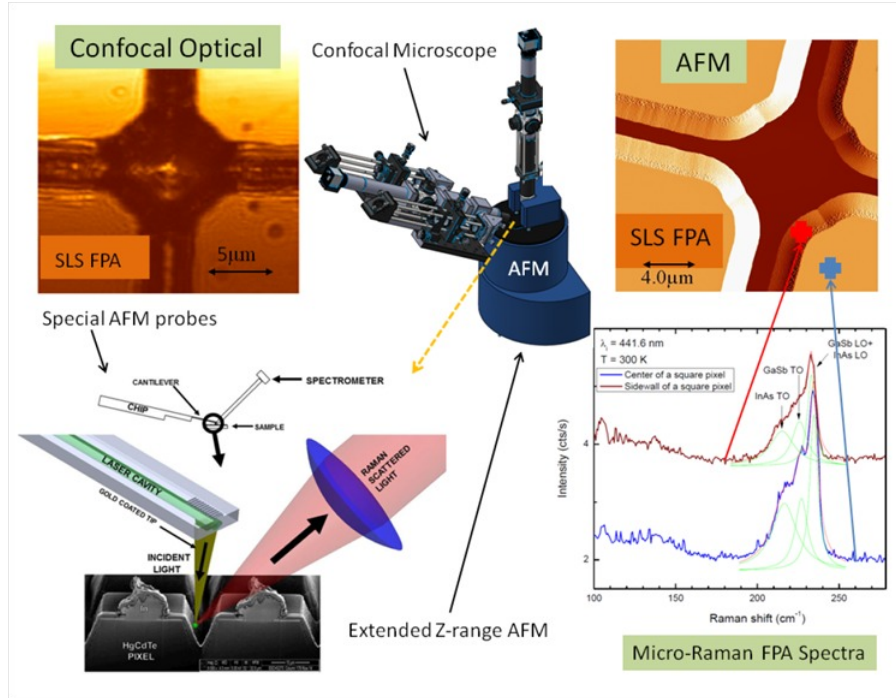 Confocal Optical
SLS FPA
5μm
Confocal Microscope
AFM
AFM
SLS FPA
4.0μm
Special AFM probes
CANTILEVER
CHIP
SPECTROMETER
SAMPLE
LASER CAVITY
GOLD COATED TIP
INCIDENT
LIGHT
RAMAN
SCATTERED
LIGHT
HgCdTe
PIXEL
Extended Z-range AFM
λi = 441.6 nm
T = 300 K
Center of a square pixel
Sidewall of a square pixel
GaSb LO+
InAs LO
GaSb TO
InAs TO
Intensity (cts/s)
4
2
100
150
200
250
Raman shift (cm-1)
Micro-Raman FPA Spectra